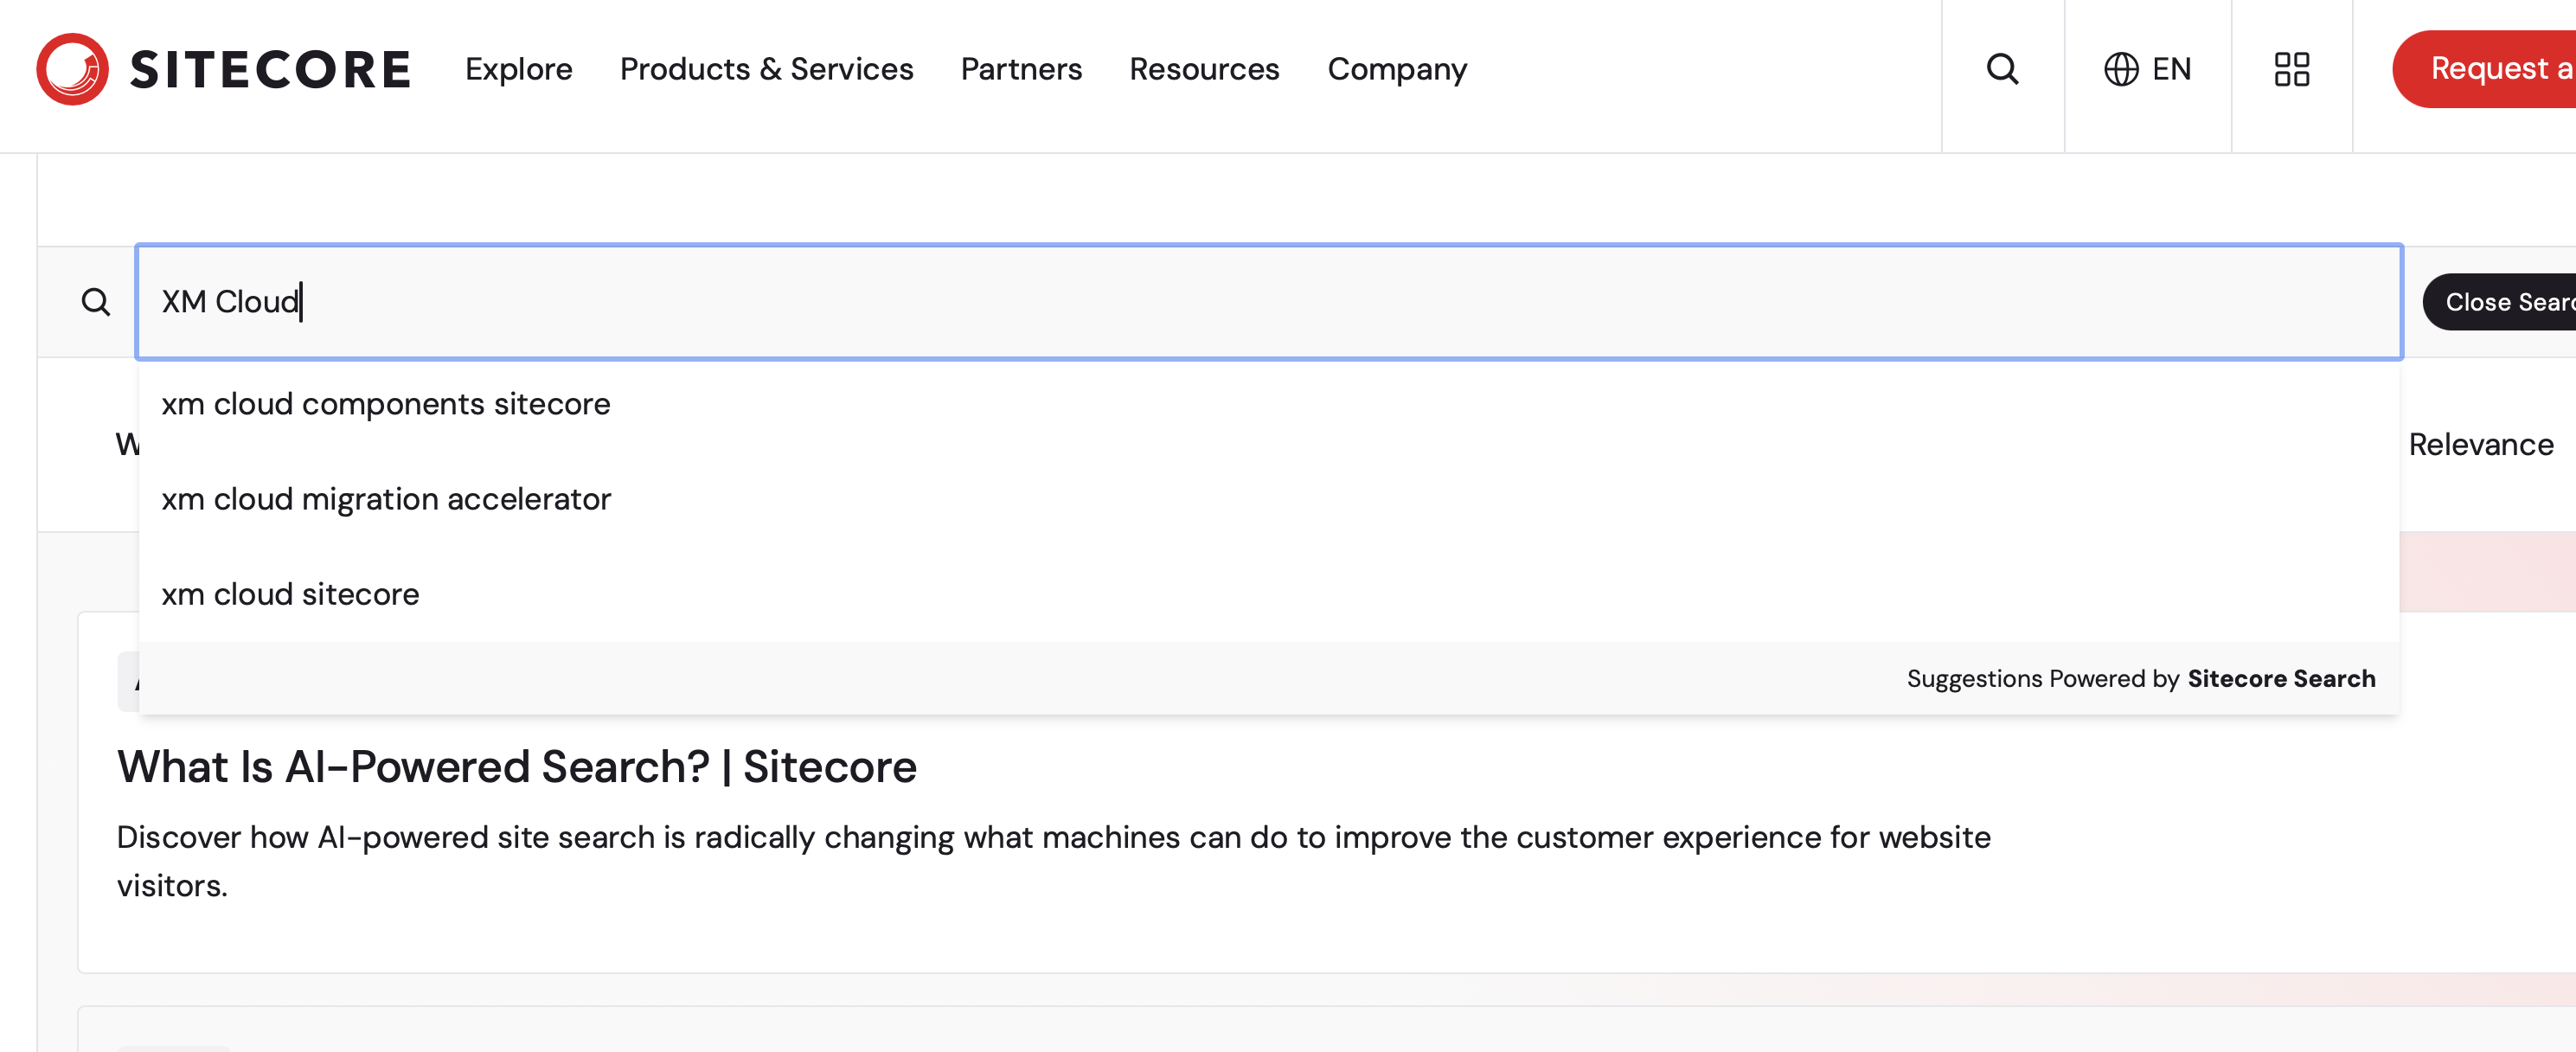 SITECORE Explore Products & Services Partners Resources Company EN Request a
XM Cloud
Close
xm cloud components sitecore
Relevance
xm cloud migration accelerator
xm cloud sitecore
Suggestions Powered by Sitecore Search
What Is AI-Powered Search? | Sitecore
Discover how AI-powered site search is radically changing what machines can do to improve the customer experience for website
visitors.